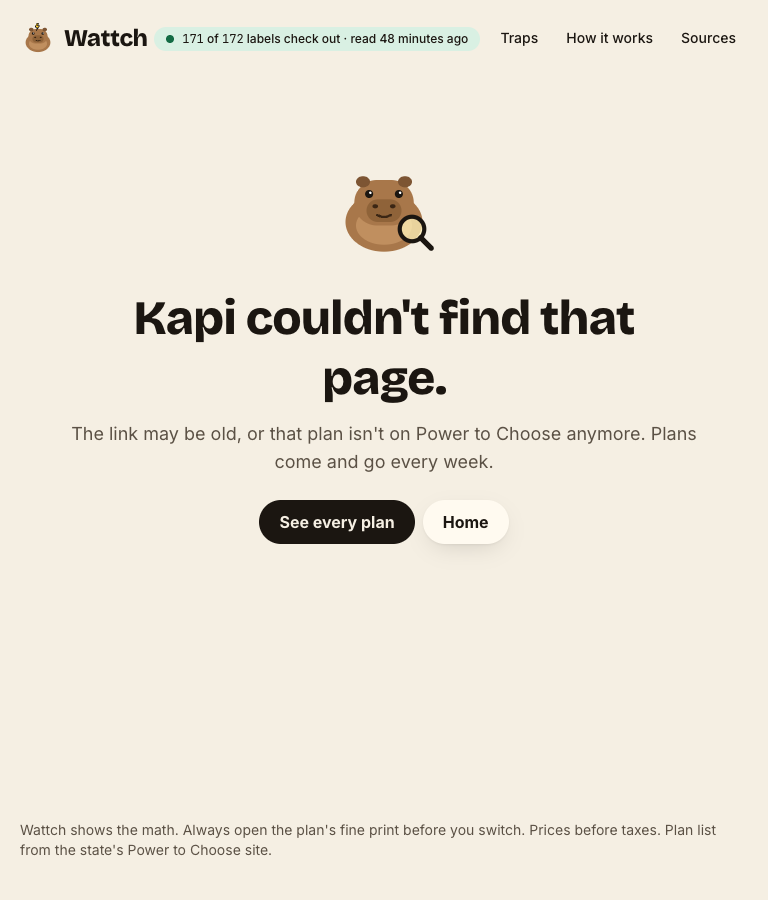 Wattch
171 of 172 labels check out · read 48 minutes ago
Traps
How it works
Sources
Kapi couldn't find that
page.
The link may be old, or that plan isn't on Power to Choose anymore. Plans
come and go every week.
See every plan
Home
Wattch shows the math. Always open the plan's fine print before you switch. Prices before taxes. Plan list
from the state's Power to Choose site.